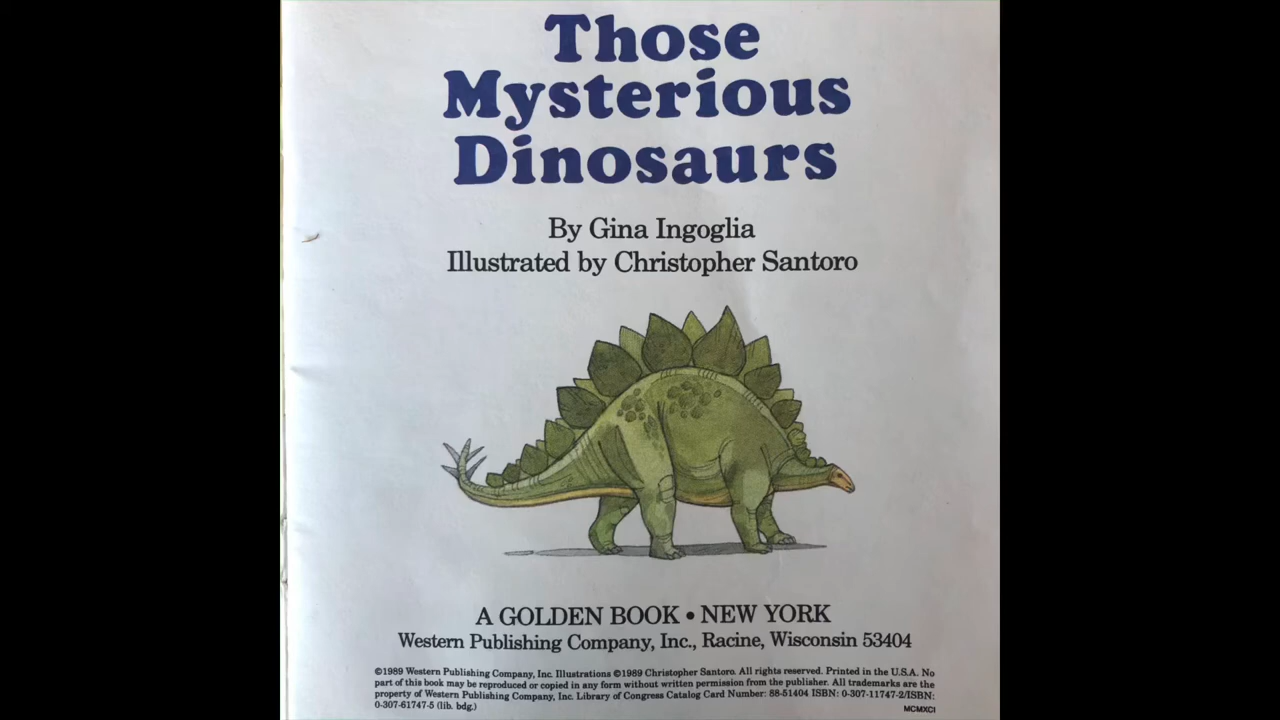 Those
Mysterious
Dinosaurs
By Gina Ingoglia
Illustrated by Christopher Santoro
A GOLDEN BOOK • NEW YORK
Western Publishing Company, Inc., Racine, Wisconsin 53404
©1989 Western Publishing Company, Inc. Illustrations ©1989 Christopher Santoro. All rights reserved. Printed in the U.S.A. No
part of this book may be reproduced or copied in any form without written permission from the publisher. All trademarks are the
property of Western Publishing Company, Inc. Library of Congress Catalog Card Number: 88-51404 ISBN: 0-307-11747-2/ISBN:
0-307-61747-5 (lib. bdg.)
MCMXCI